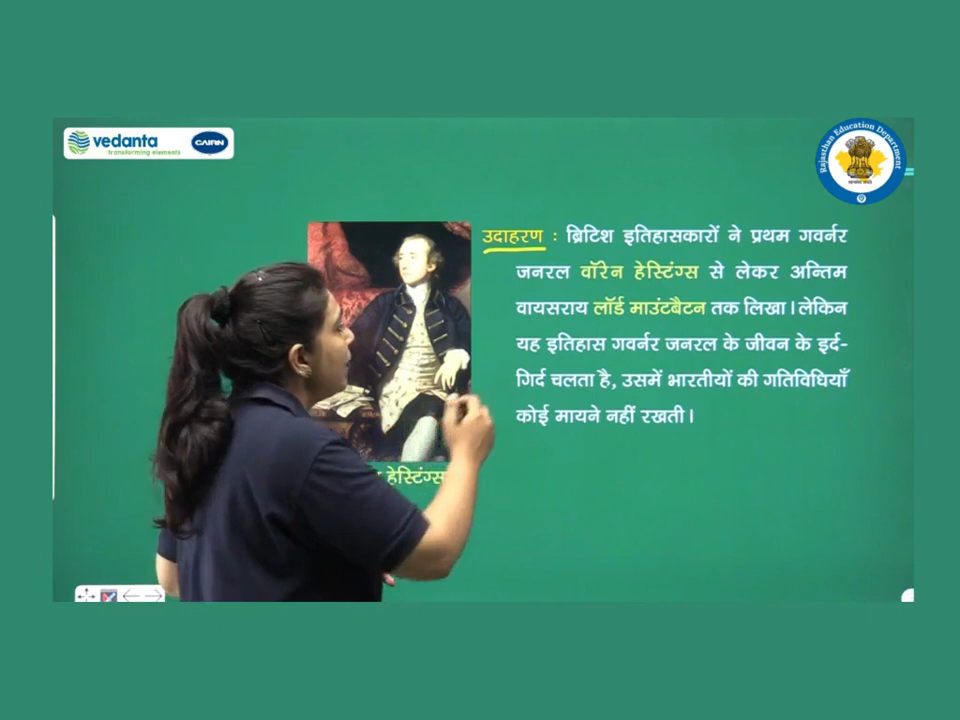 vedanta
transforming elements
CAIRN
Rajasthan Education Department
उदाहरण : ब्रिटिश इतिहासकारों ने प्रथम गवर्नर
जनरल वॉरेन हेस्टिंग्स से लेकर अन्तिम
वायसराय लॉर्ड माउंटबैटन तक लिखा। लेकिन
यह इतिहास गवर्नर जनरल के जीवन के इर्द-
गिर्द चलता है, उसमें भारतीयों की गतिविधियाँ
कोई मायने नहीं रखती।
हेस्टिंग्स